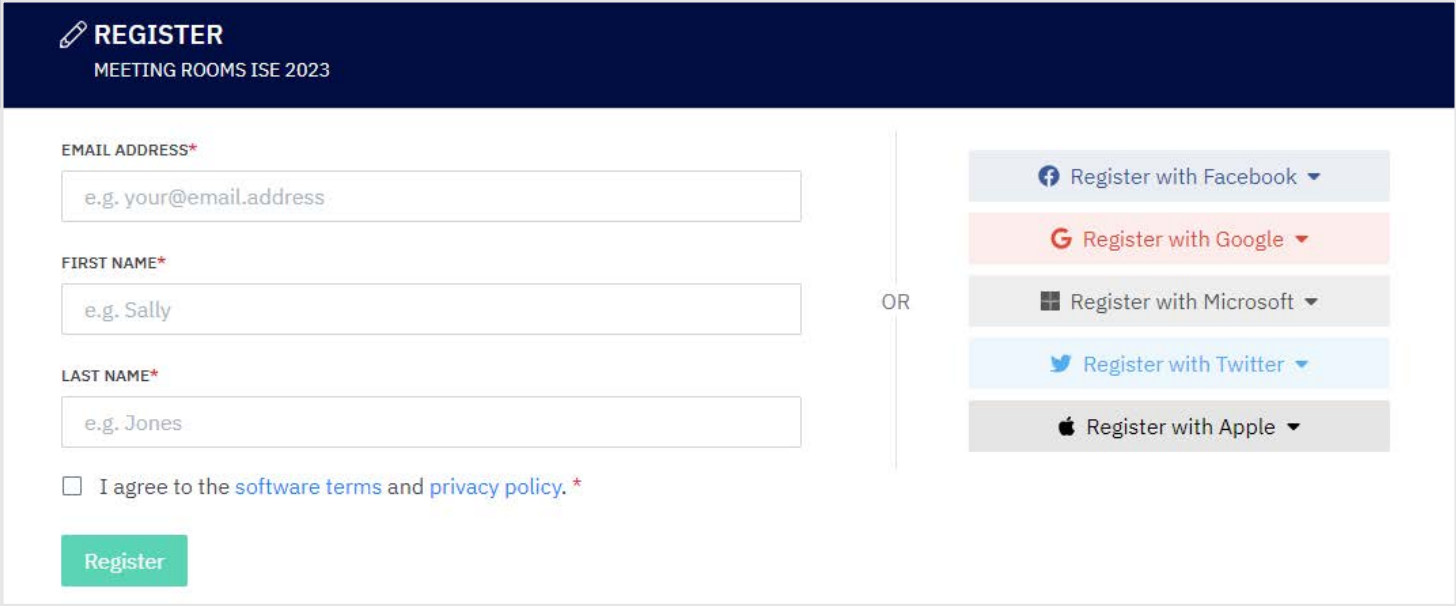 REGISTER
MEETING ROOMS ISE 2023
EMAIL ADDRESS*
e.g. your@email.address
FIRST NAME*
e.g. Sally
LAST NAME*
e.g. Jones
I agree to the software terms and privacy policy. *
Register
OR
Register with Facebook
Register with Google
Register with Microsoft
Register with Twitter
Register with Apple